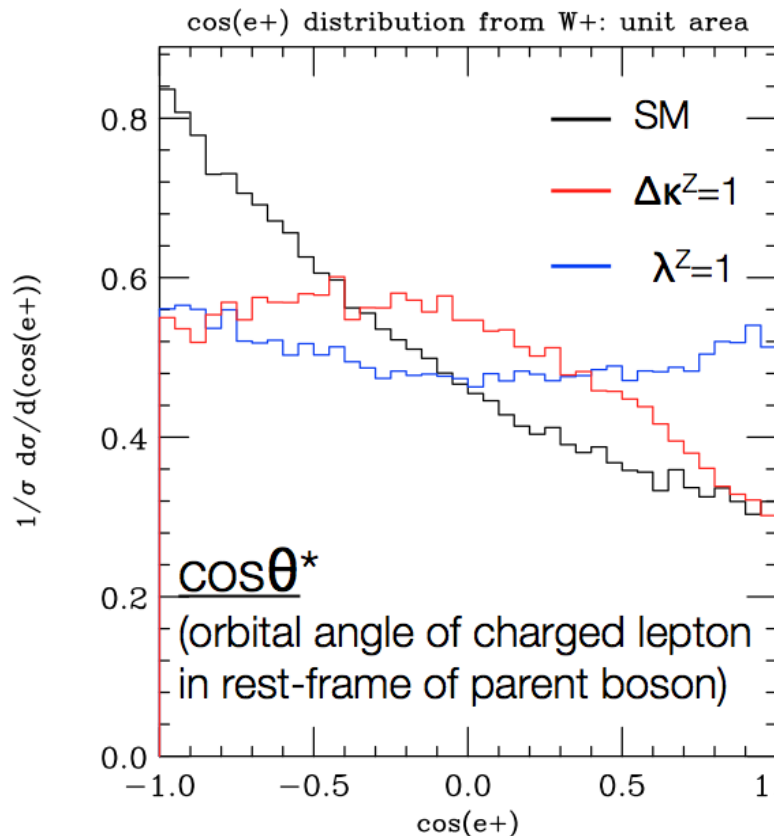 cos(e+) distribution from W+: unit area
SM
Δκᶻ=1
λᶻ=1
0.8
0.6
0.4
0.2
0.0
1/σ dσ/d(cos(e+))
cosθ*
(orbital angle of charged lepton
in rest-frame of parent boson)
-1.0 -0.5 0.0 0.5 1
cos(e+)